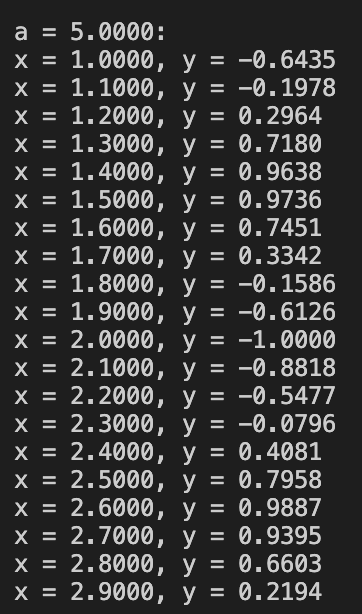 a = 5.0000:
x = 1.0000, y = -0.6435
x = 1.1000, y = -0.1978
x = 1.2000, y = 0.2964
x = 1.3000, y = 0.7180
x = 1.4000, y = 0.9638
x = 1.5000, y = 0.9736
x = 1.6000, y = 0.7451
x = 1.7000, y = 0.3342
x = 1.8000, y = -0.1586
x = 1.9000, y = -0.6126
x = 2.0000, y = -1.0000
x = 2.1000, y = -0.8818
x = 2.2000, y = -0.5477
x = 2.3000, y = -0.0796
x = 2.4000, y = 0.4081
x = 2.5000, y = 0.7958
x = 2.6000, y = 0.9887
x = 2.7000, y = 0.9395
x = 2.8000, y = 0.6603
x = 2.9000, y = 0.2194